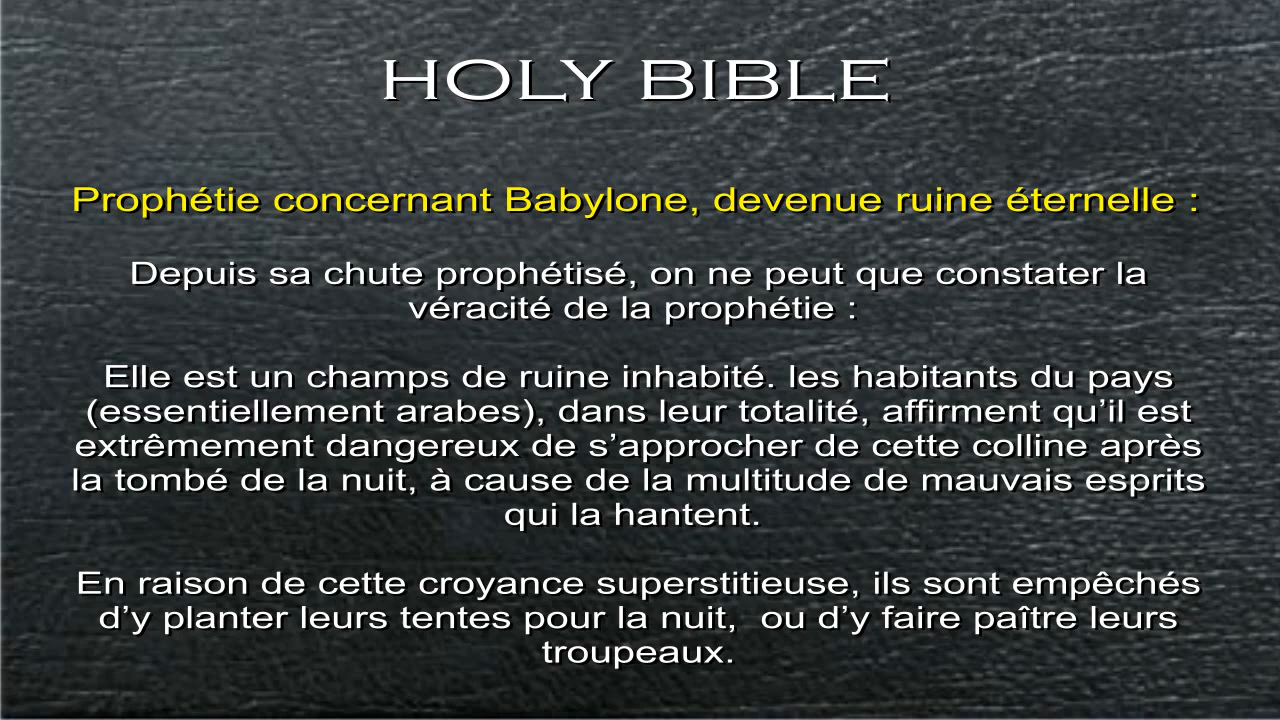 HOLY BIBLE
Prophétie concernant Babylone, devenue ruine éternelle :
Depuis sa chute prophétisé, on ne peut que constater la
véracité de la prophétie :
Elle est un champs de ruine inhabité. les habitants du pays
(essentiellement arabes), dans leur totalité, affirment qu’il est
extrêmement dangereux de s’approcher de cette colline après
la tombé de la nuit, à cause de la multitude de mauvais esprits
qui la hantent.
En raison de cette croyance superstitieuse, ils sont empêchés
d’y planter leurs tentes pour la nuit,  ou d’y faire paître leurs
troupeaux.